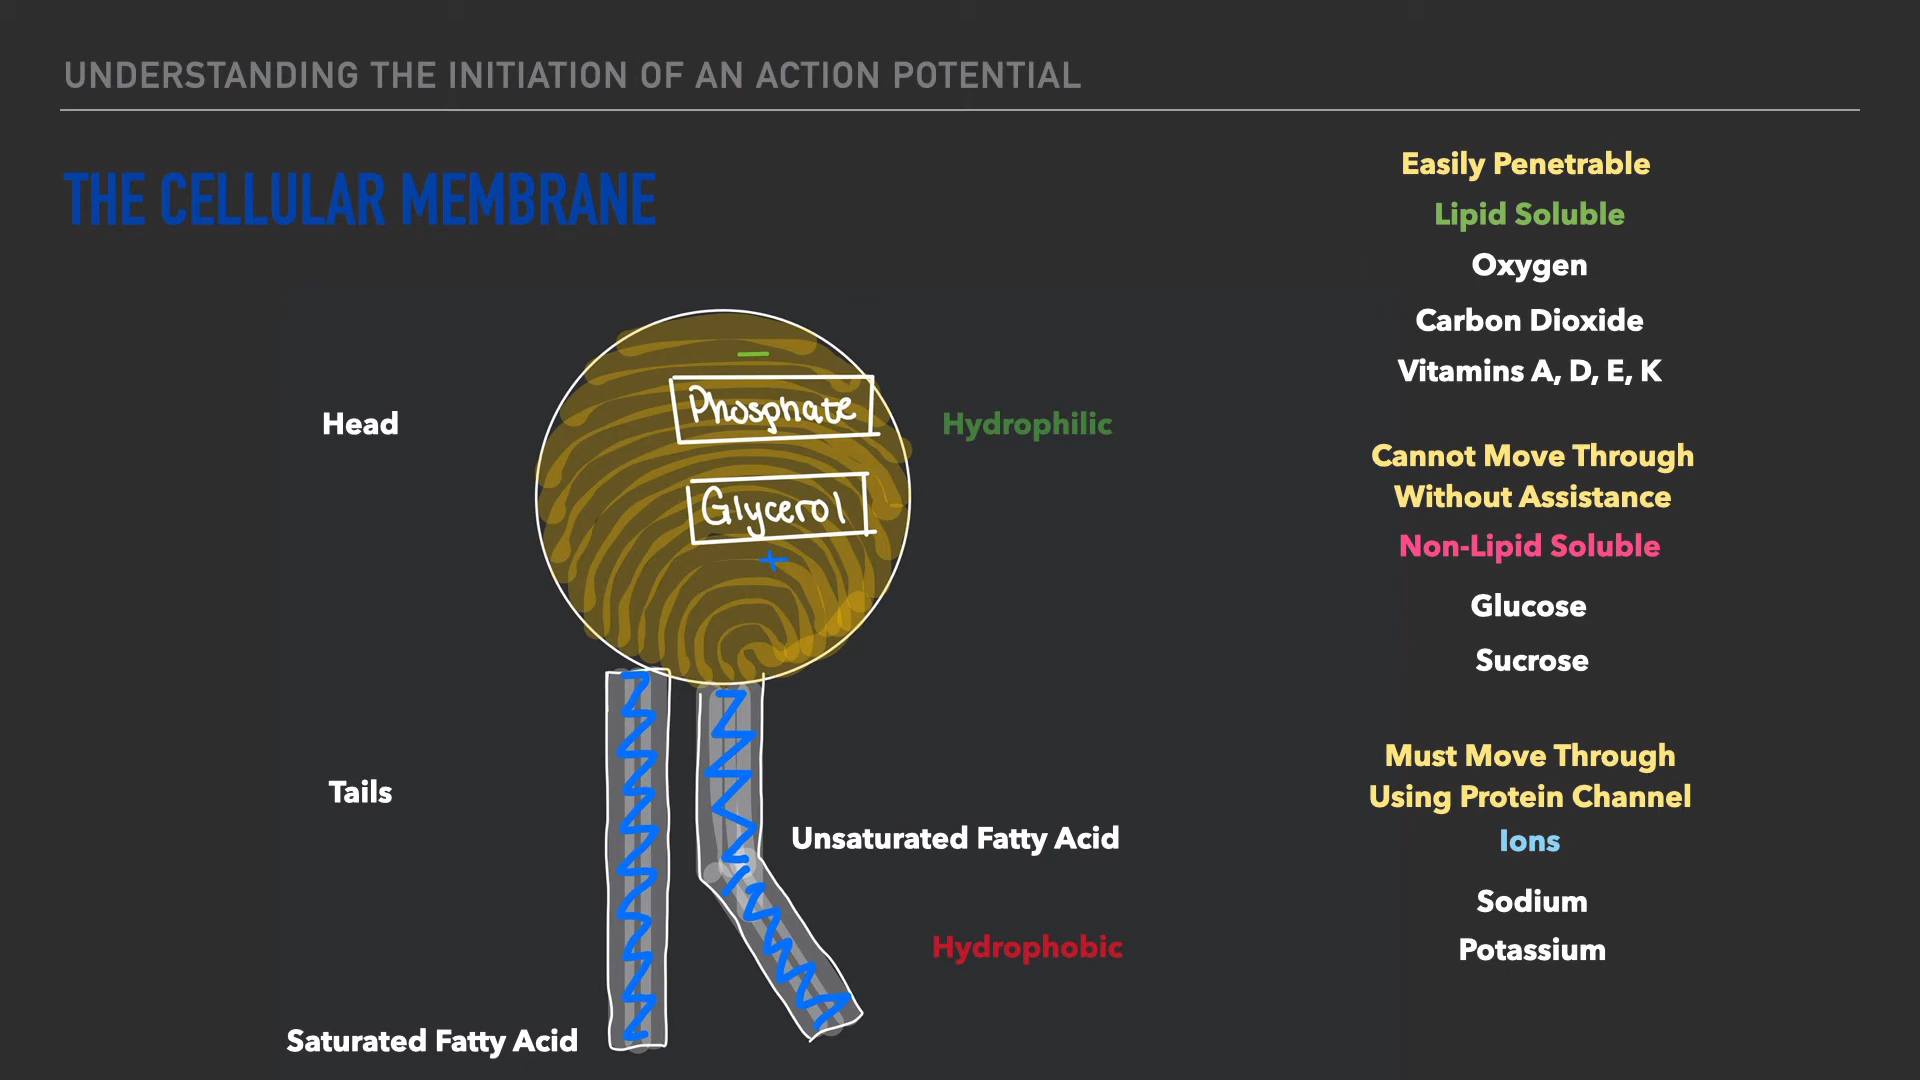 UNDERSTANDING THE INITIATION OF AN ACTION POTENTIAL
THE CELLULAR MEMBRANE
Head
Phosphate
Glycerol
Hydrophilic
Tails
Unsaturated Fatty Acid
Hydrophobic
Saturated Fatty Acid
Easily Penetrable
Lipid Soluble
Oxygen
Carbon Dioxide
Vitamins A, D, E, K
Cannot Move Through
Without Assistance
Non-Lipid Soluble
Glucose
Sucrose
Must Move Through
Using Protein Channel
Ions
Sodium
Potassium